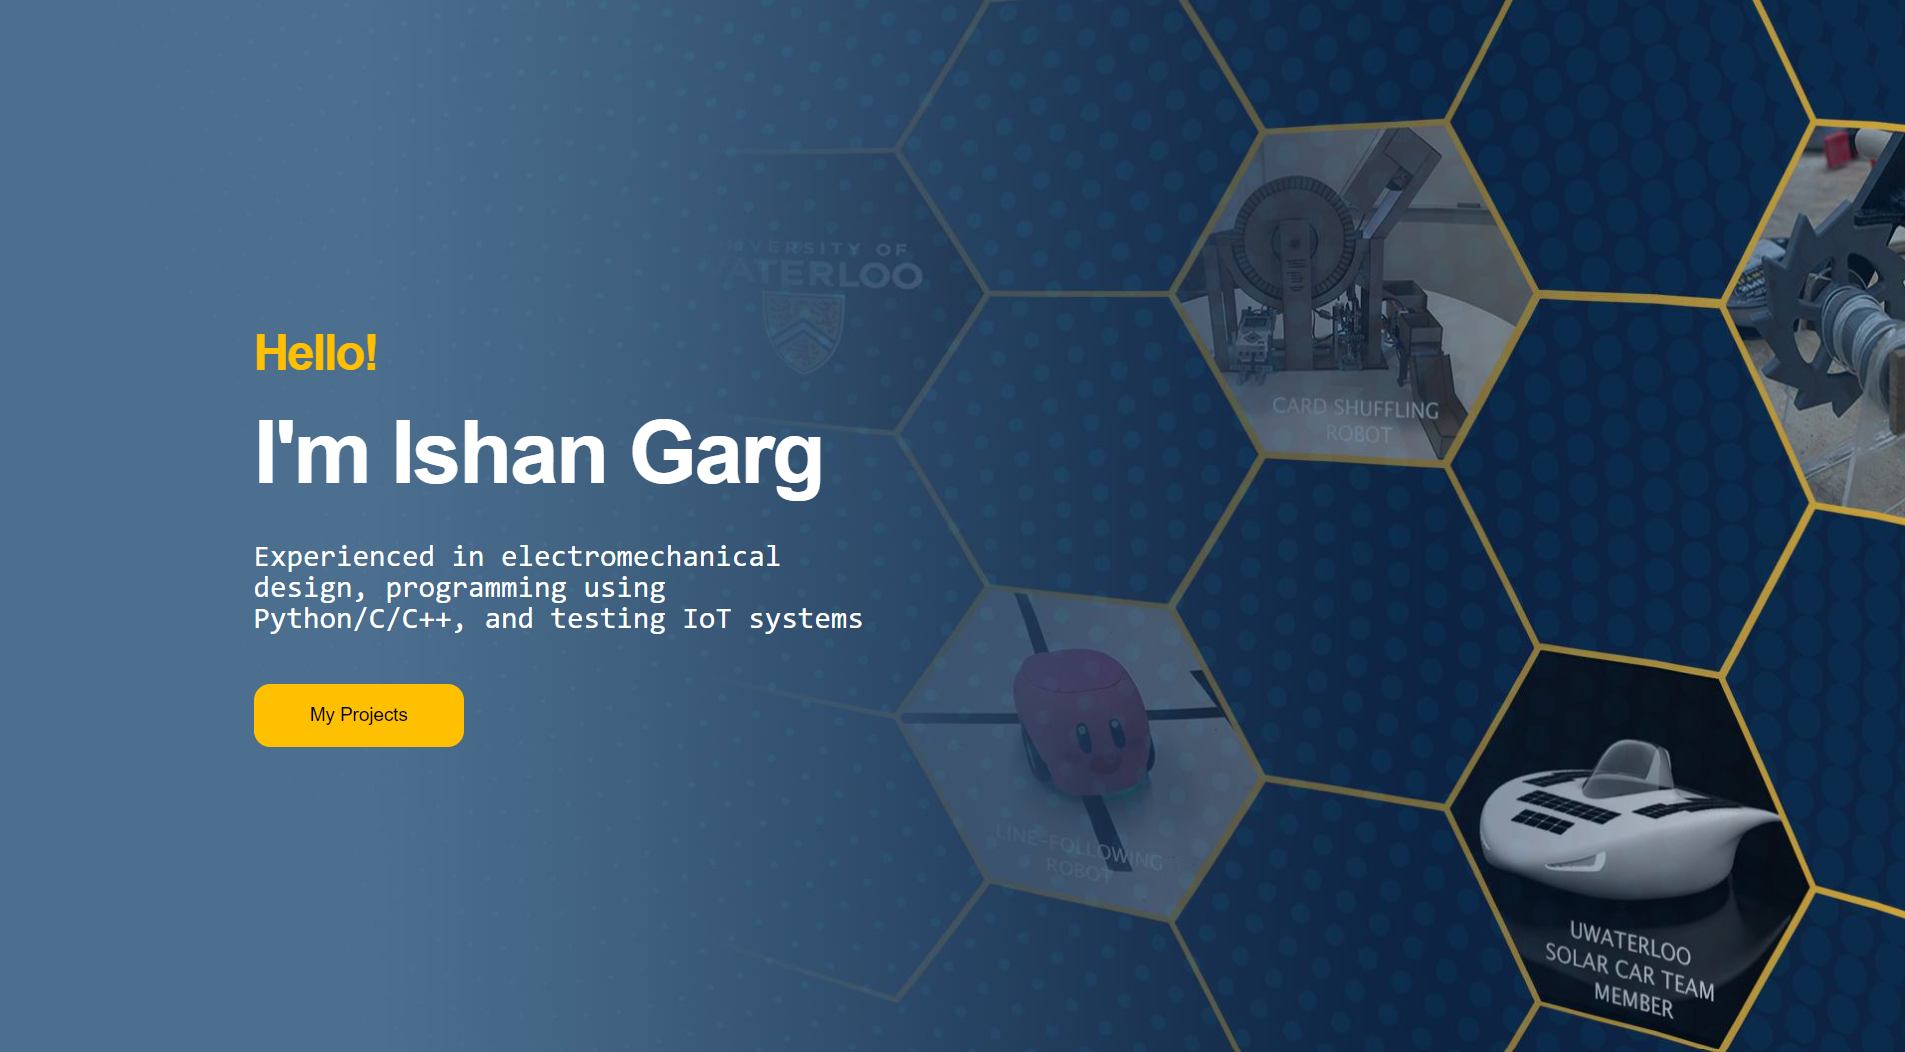 Hello!
I'm Ishan Garg
Experienced in electromechanical
design, programming using
Python/C/C++, and testing IoT systems
My Projects
UNIVERSITY OF
WATERLOO
CARD SHUFFLING
ROBOT
LINE-FOLLOWING
ROBOT
UWATERLOO
SOLAR CAR TEAM
MEMBER